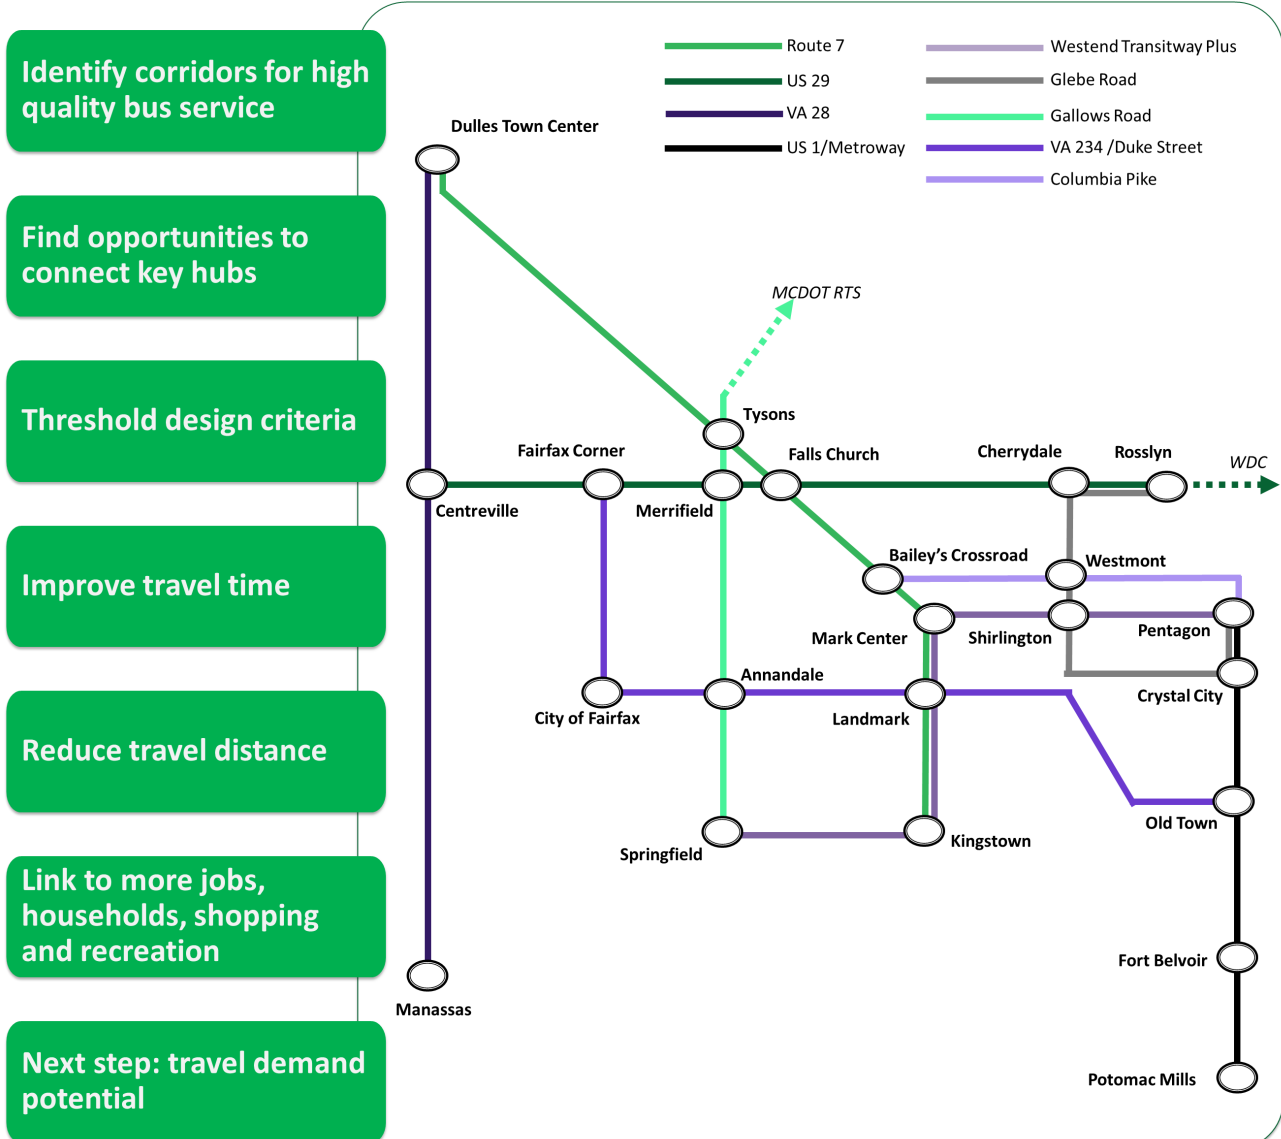 Identify corridors for high
quality bus service
Find opportunities to
connect key hubs
Threshold design criteria
Improve travel time
Reduce travel distance
Link to more jobs,
households, shopping
and recreation
Next step: travel demand
potential
Route 7
US 29
VA 28
US 1/Metroway
Westend Transitway Plus
Glebe Road
Gallows Road
VA 234 /Duke Street
Columbia Pike
Dulles Town Center
MCDOT RTS
Tysons
Fairfax Corner
Falls Church
Cherrydale
Rosslyn
WDC
Centreville
Merrifield
Bailey's Crossroad
Westmont
Mark Center
Shirlington
Pentagon
Annandale
Crystal City
City of Fairfax
Landmark
Old Town
Springfield
Kingstown
Fort Belvoir
Manassas
Potomac Mills